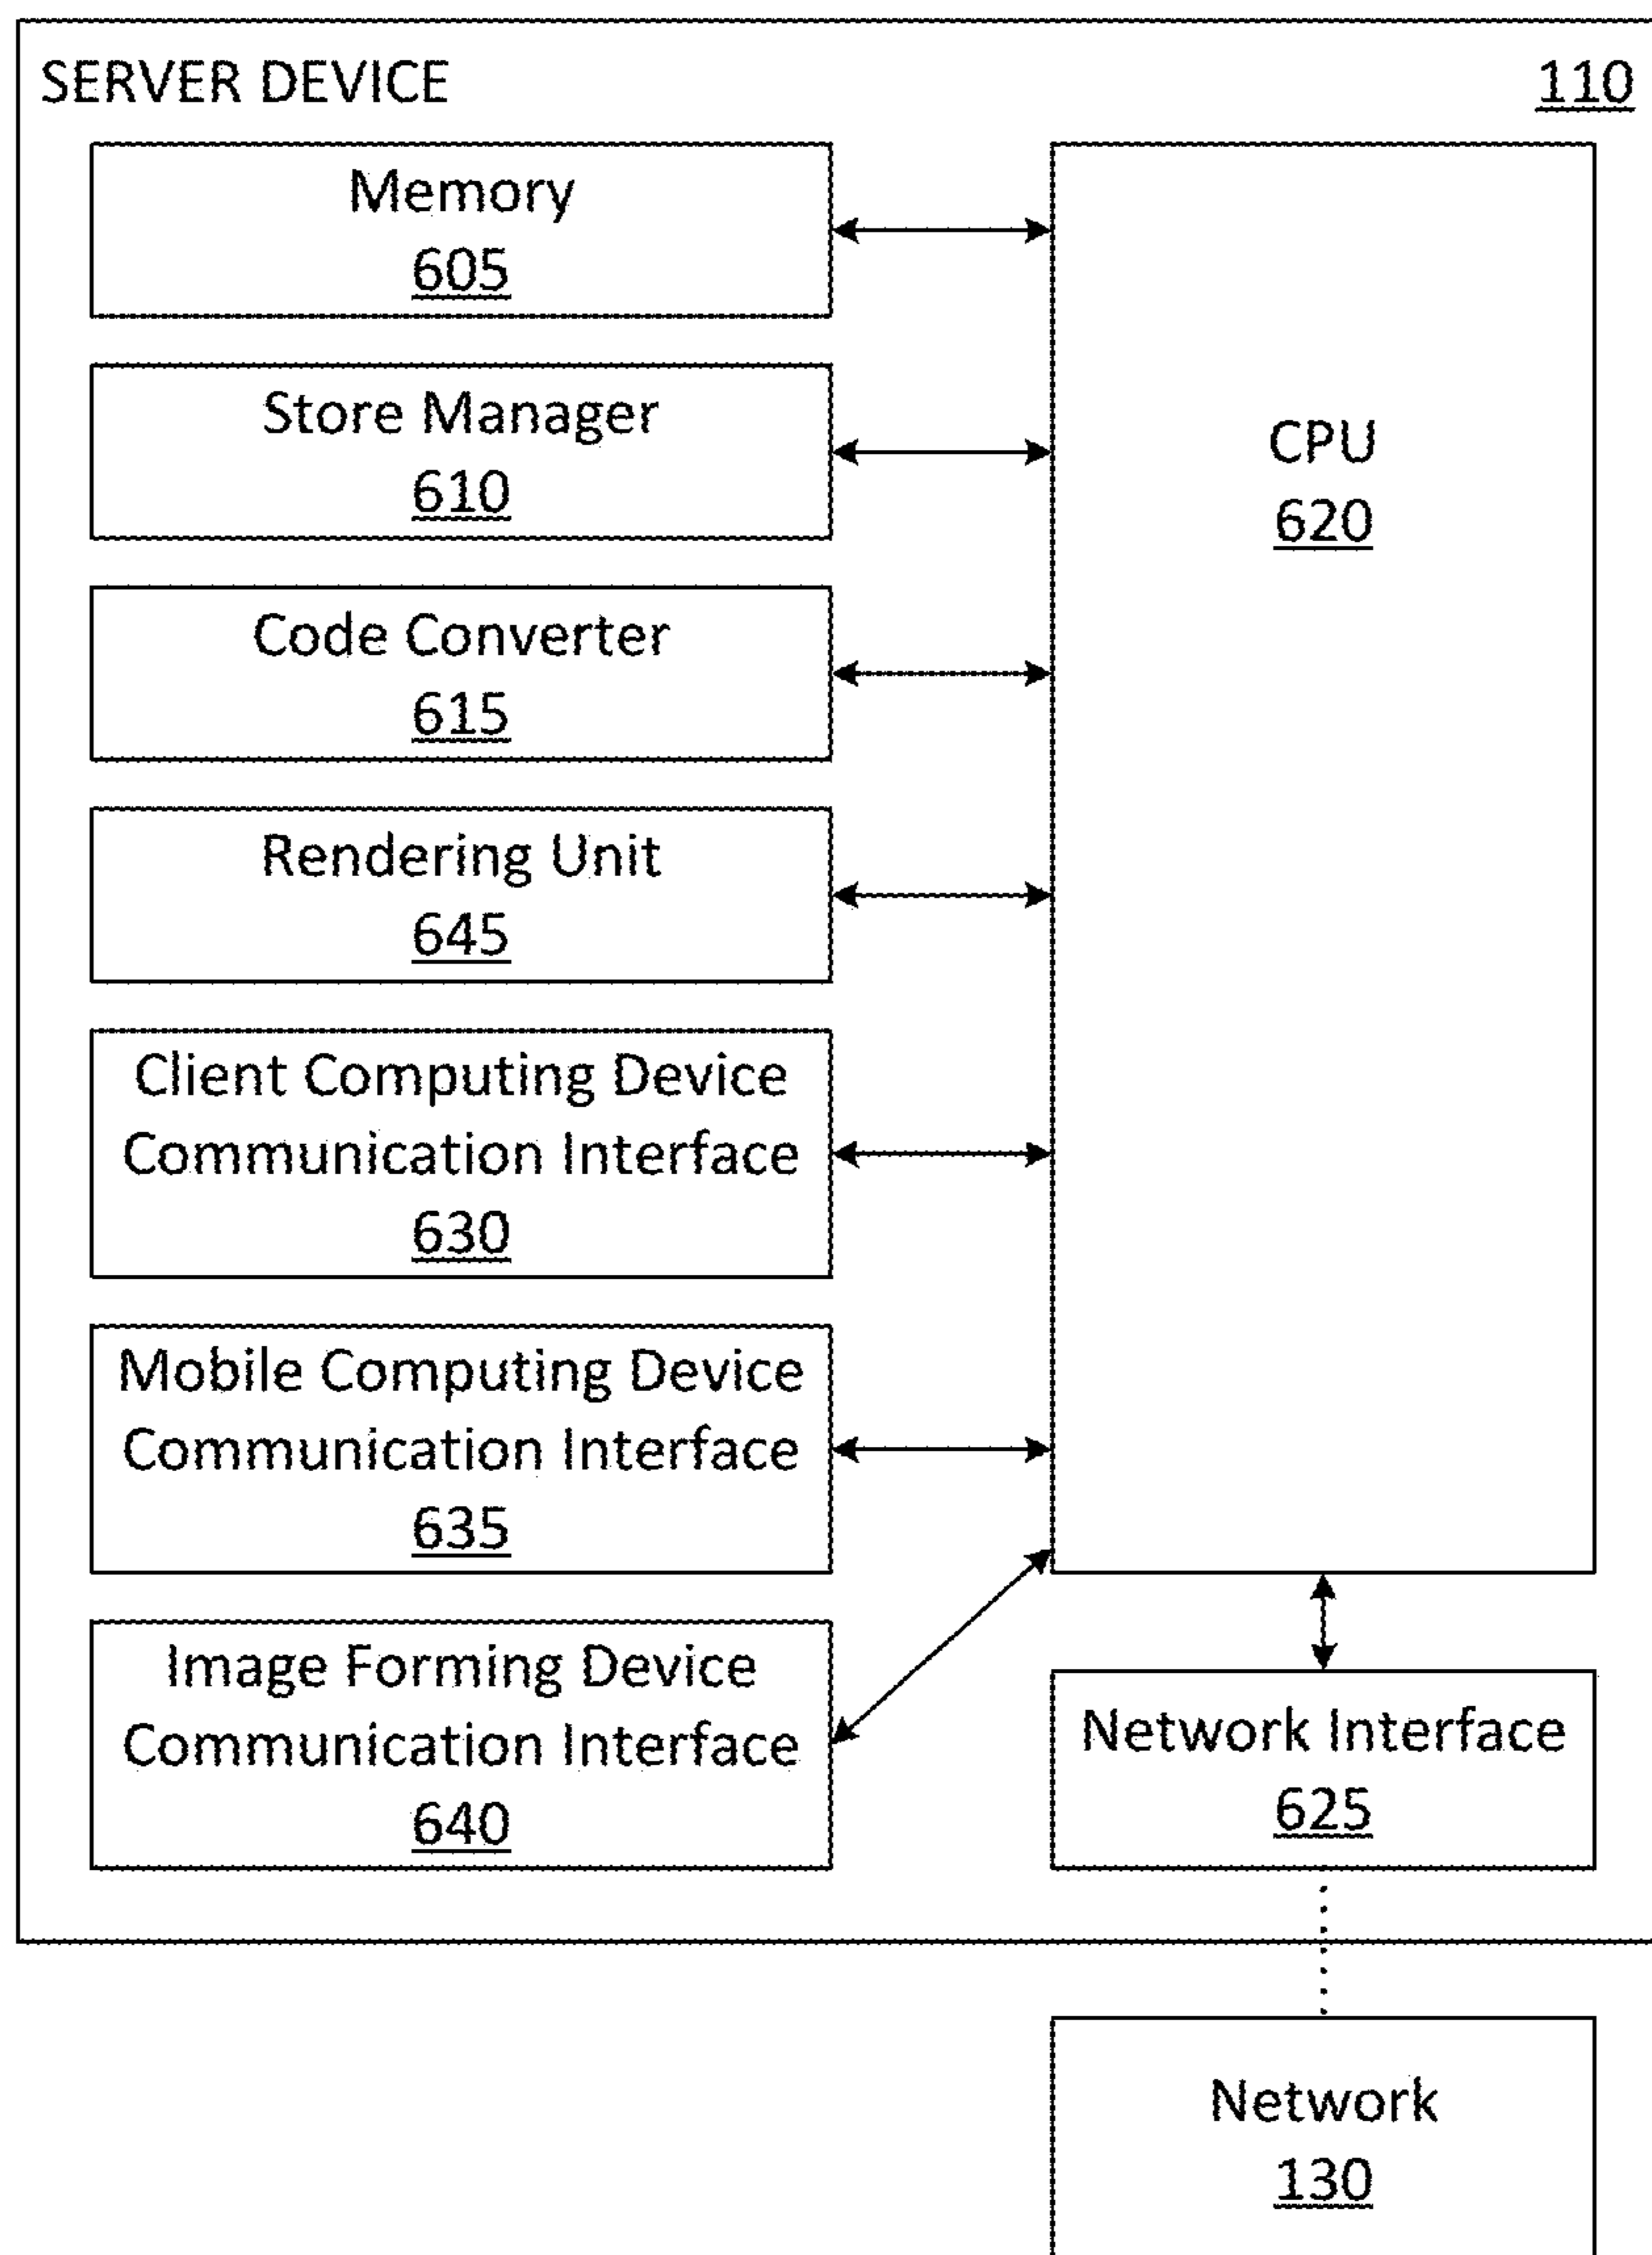 SERVER DEVICE
110
Memory
605
Store Manager
610
Code Converter
615
Rendering Unit
645
Client Computing Device
Communication Interface
630
Mobile Computing Device
Communication Interface
635
Image Forming Device
Communication Interface
640
CPU
620
Network Interface
625
Network
130